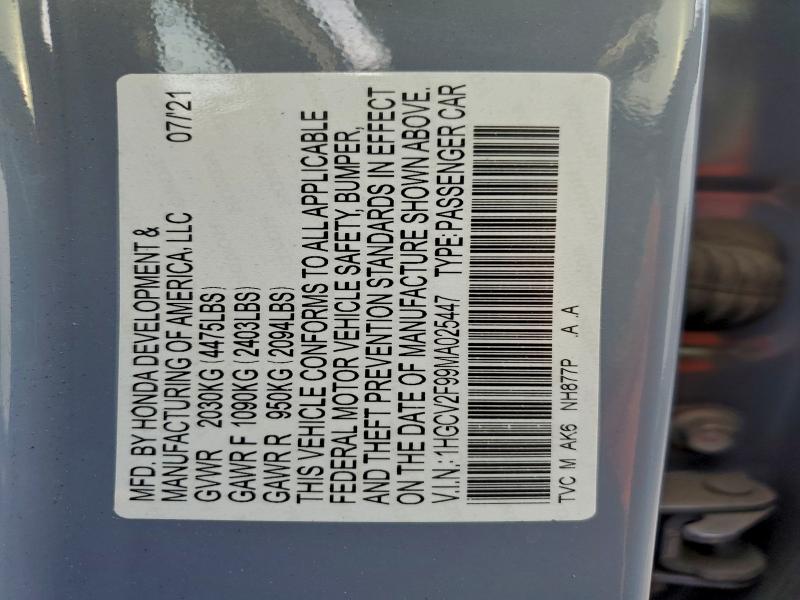 MFD. BY HONDA DEVELOPMENT &
MANUFACTURING OF AMERICA, LLC 07/'21
GVWR 2030KG (4475LBS)
GAWR F 1090KG (2403LBS)
GAWR R 950KG (2094LBS)
THIS VEHICLE CONFORMS TO ALL APPLICABLE
FEDERAL MOTOR VEHICLE SAFETY, BUMPER,
AND THEFT PREVENTION STANDARDS IN EFFECT
ON THE DATE OF MANUFACTURE SHOWN ABOVE.
V.I.N.: 1HGCV2F99MA025447 TYPE: PASSENGER CAR
TVC M AK6 NH877P .A .A